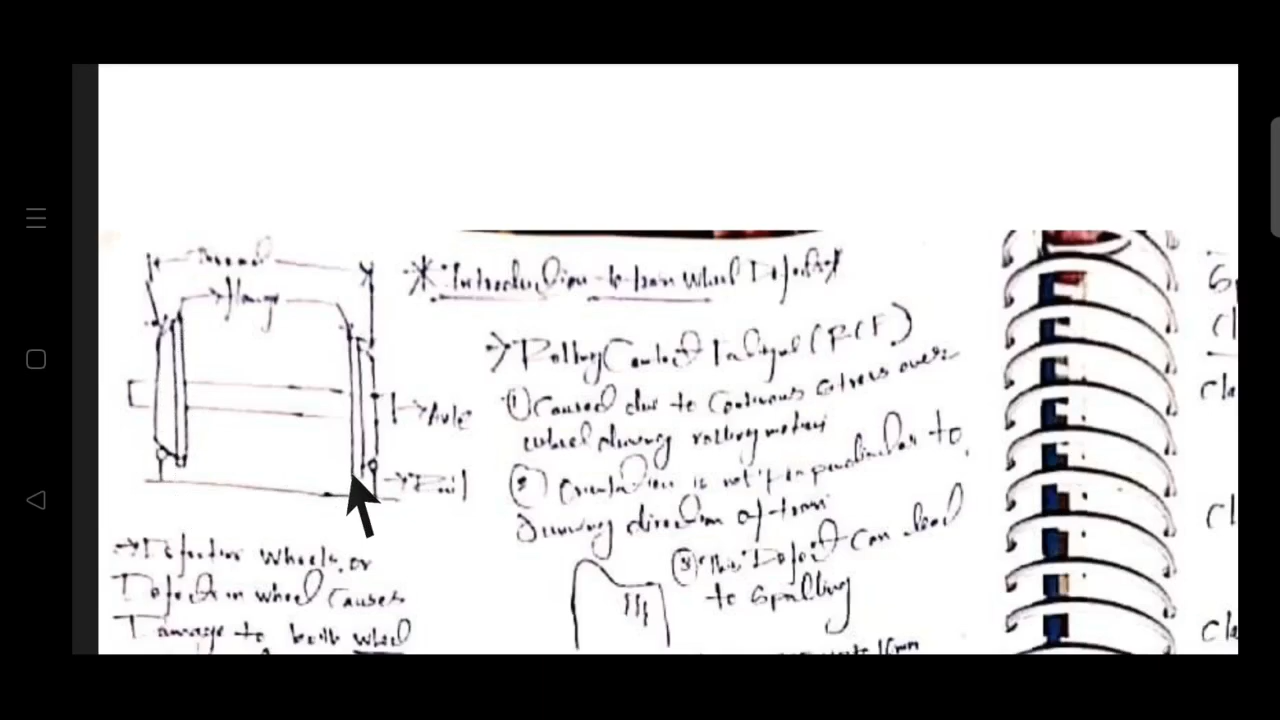 Thermal
flange
Axle
Rail
→ Defective wheels, or
Defect in wheel causes
Damage to both wheel
* Introduction to train wheel Defects
→ Rolling Contact Fatigue (RCF)
① Caused due to Continuous stress over
wheel during rolling motion
② Orientation is not perpendicular to
running direction of train
③ This Defect can lead
to spalling
10mm
Cl
Cl